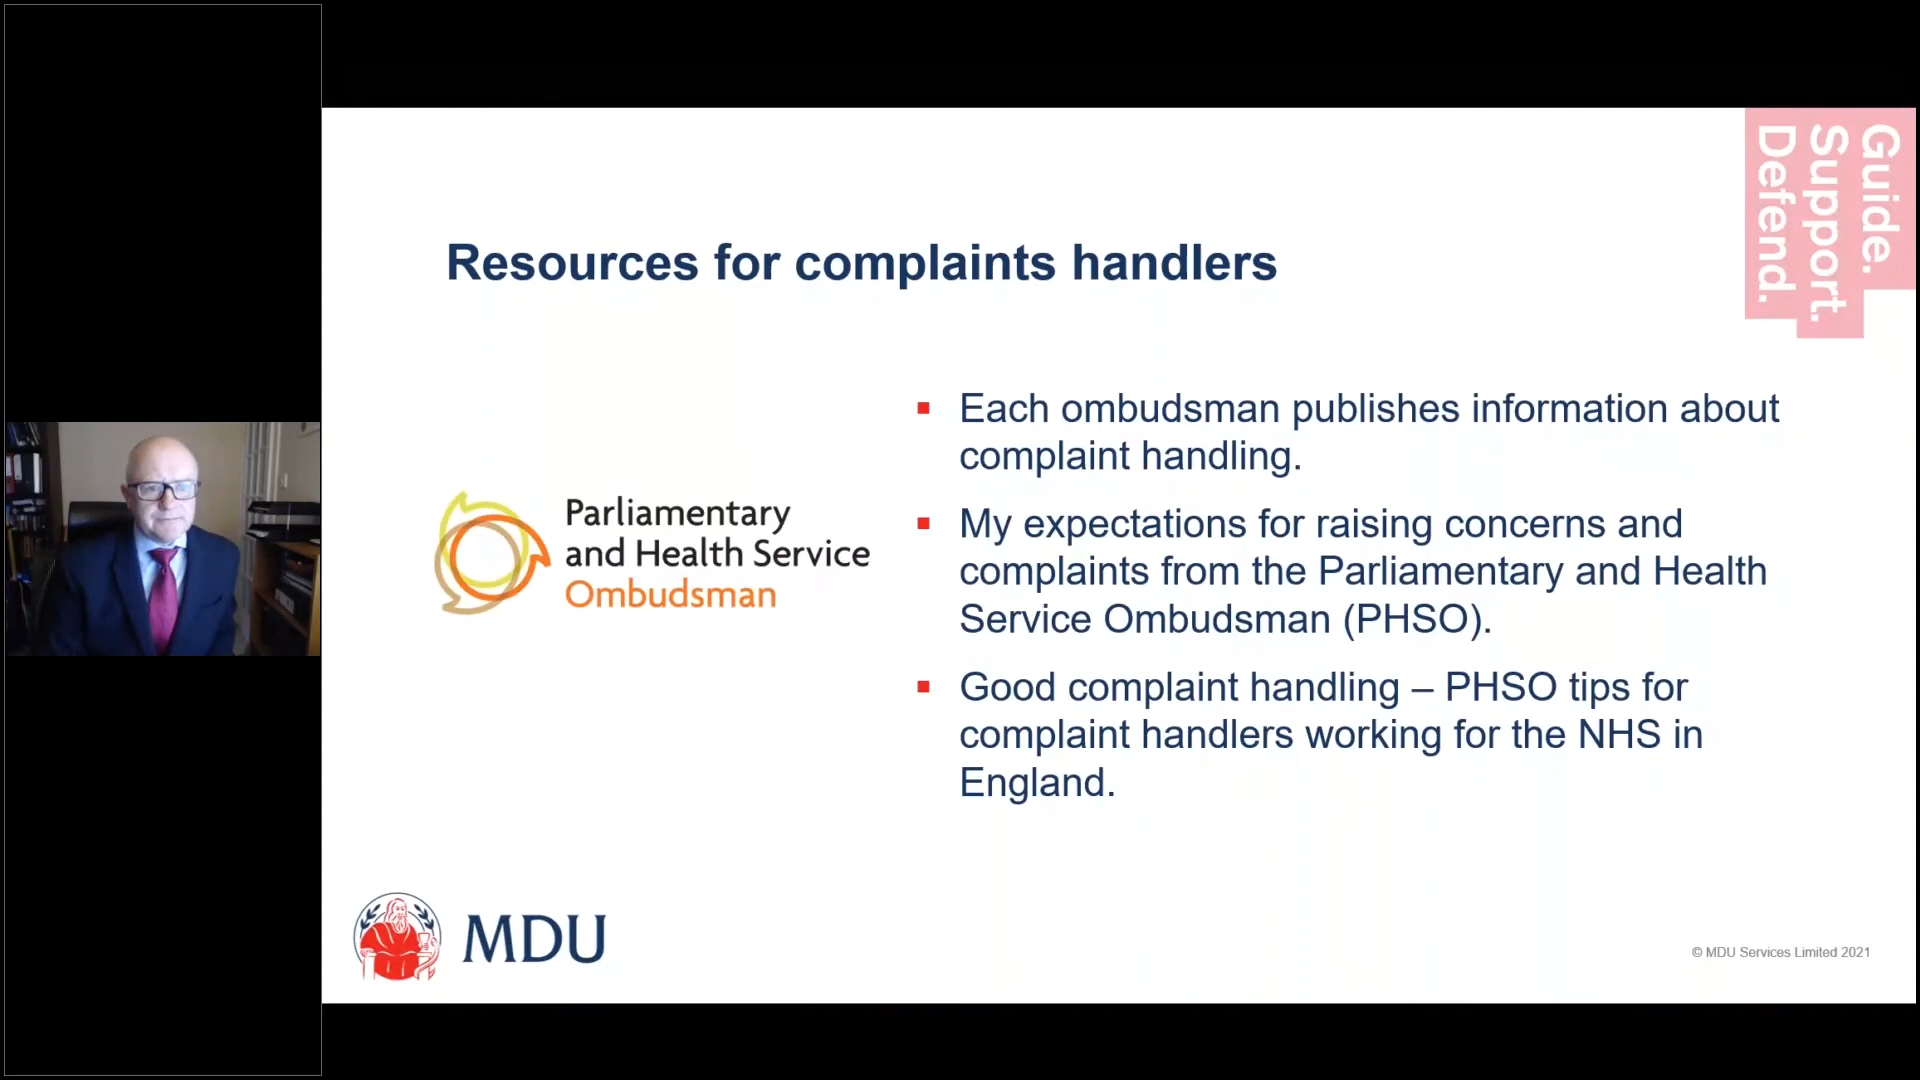 Guide.
Support.
Defend.
Resources for complaints handlers
Parliamentary
and Health Service
Ombudsman
▪ Each ombudsman publishes information about
complaint handling.
▪ My expectations for raising concerns and
complaints from the Parliamentary and Health
Service Ombudsman (PHSO).
▪ Good complaint handling – PHSO tips for
complaint handlers working for the NHS in
England.
MDU
© MDU Services Limited 2021